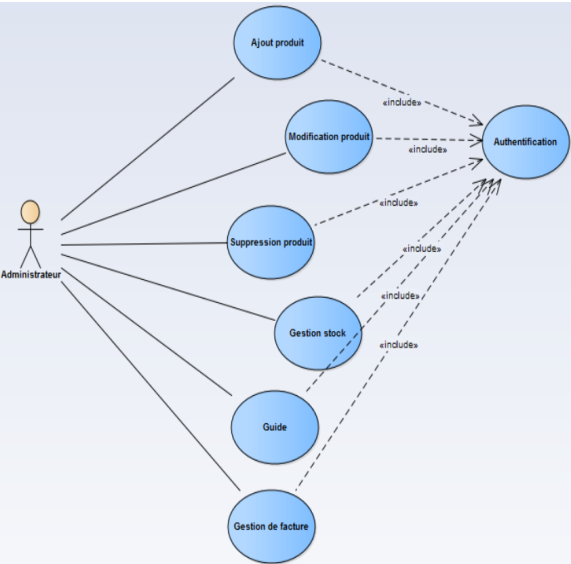 Ajout produit
«include»
Modification produit
«include»
Authentification
«include»
Suppression produit
Administrateur
«include»
«include»
Gestion stock
«include»
Guide
Gestion de facture